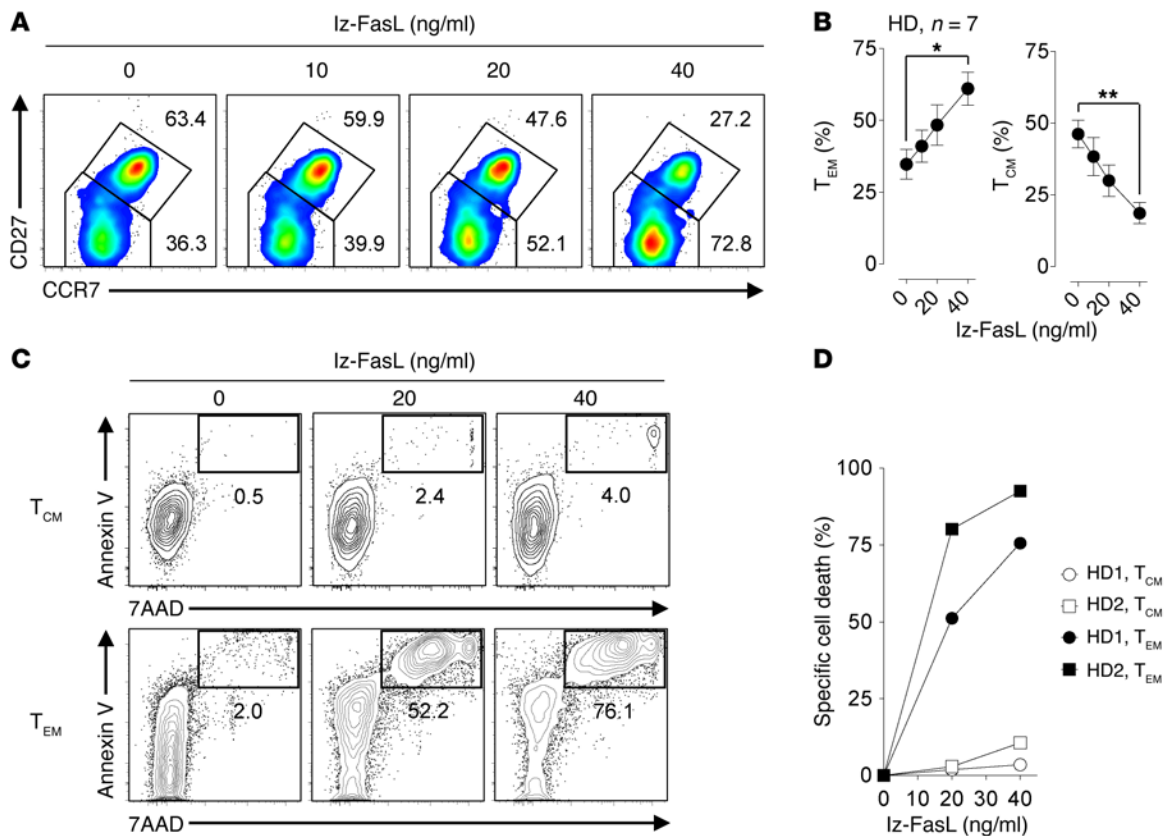 A
lz-FasL (ng/ml)
0 10 20 40
63.4 59.9 47.6 27.2
36.3 39.9 52.1 72.8
CD27
CCR7
B
HD, n = 7
75
50
25
0
TEM (%)
*
0 20 40
75
50
25
0
TCM (%)
**
0 20 40
lz-FasL (ng/ml)
C
lz-FasL (ng/ml)
0 20 40
TCM
Annexin V
0.5 2.4 4.0
7AAD
TEM
Annexin V
2.0 52.2 76.1
7AAD
D
Specific cell death (%)
100
75
50
25
0
0 10 20 30 40
lz-FasL (ng/ml)
HD1, TCM
HD2, TCM
HD1, TEM
HD2, TEM